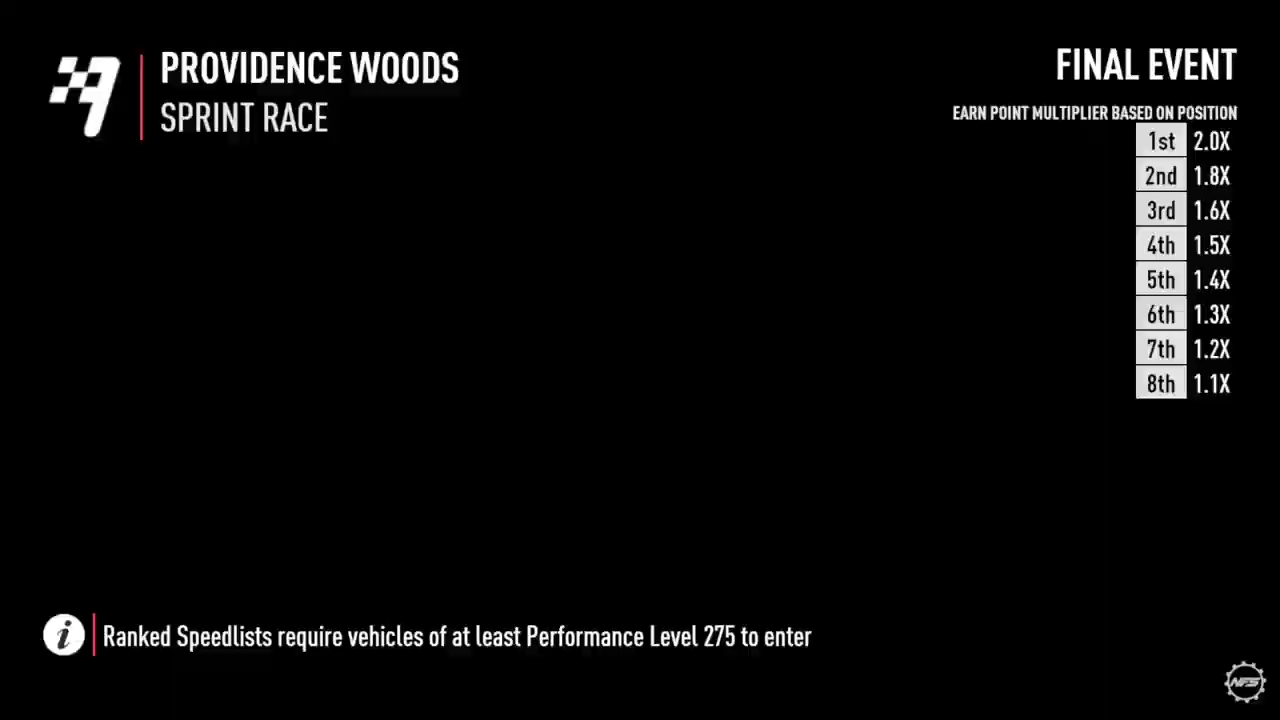 PROVIDENCE WOODS
SPRINT RACE
FINAL EVENT
EARN POINT MULTIPLIER BASED ON POSITION
1st 2.0X
2nd 1.8X
3rd 1.6X
4th 1.5X
5th 1.4X
6th 1.3X
7th 1.2X
8th 1.1X
i Ranked Speedlists require vehicles of at least Performance Level 275 to enter
NFS